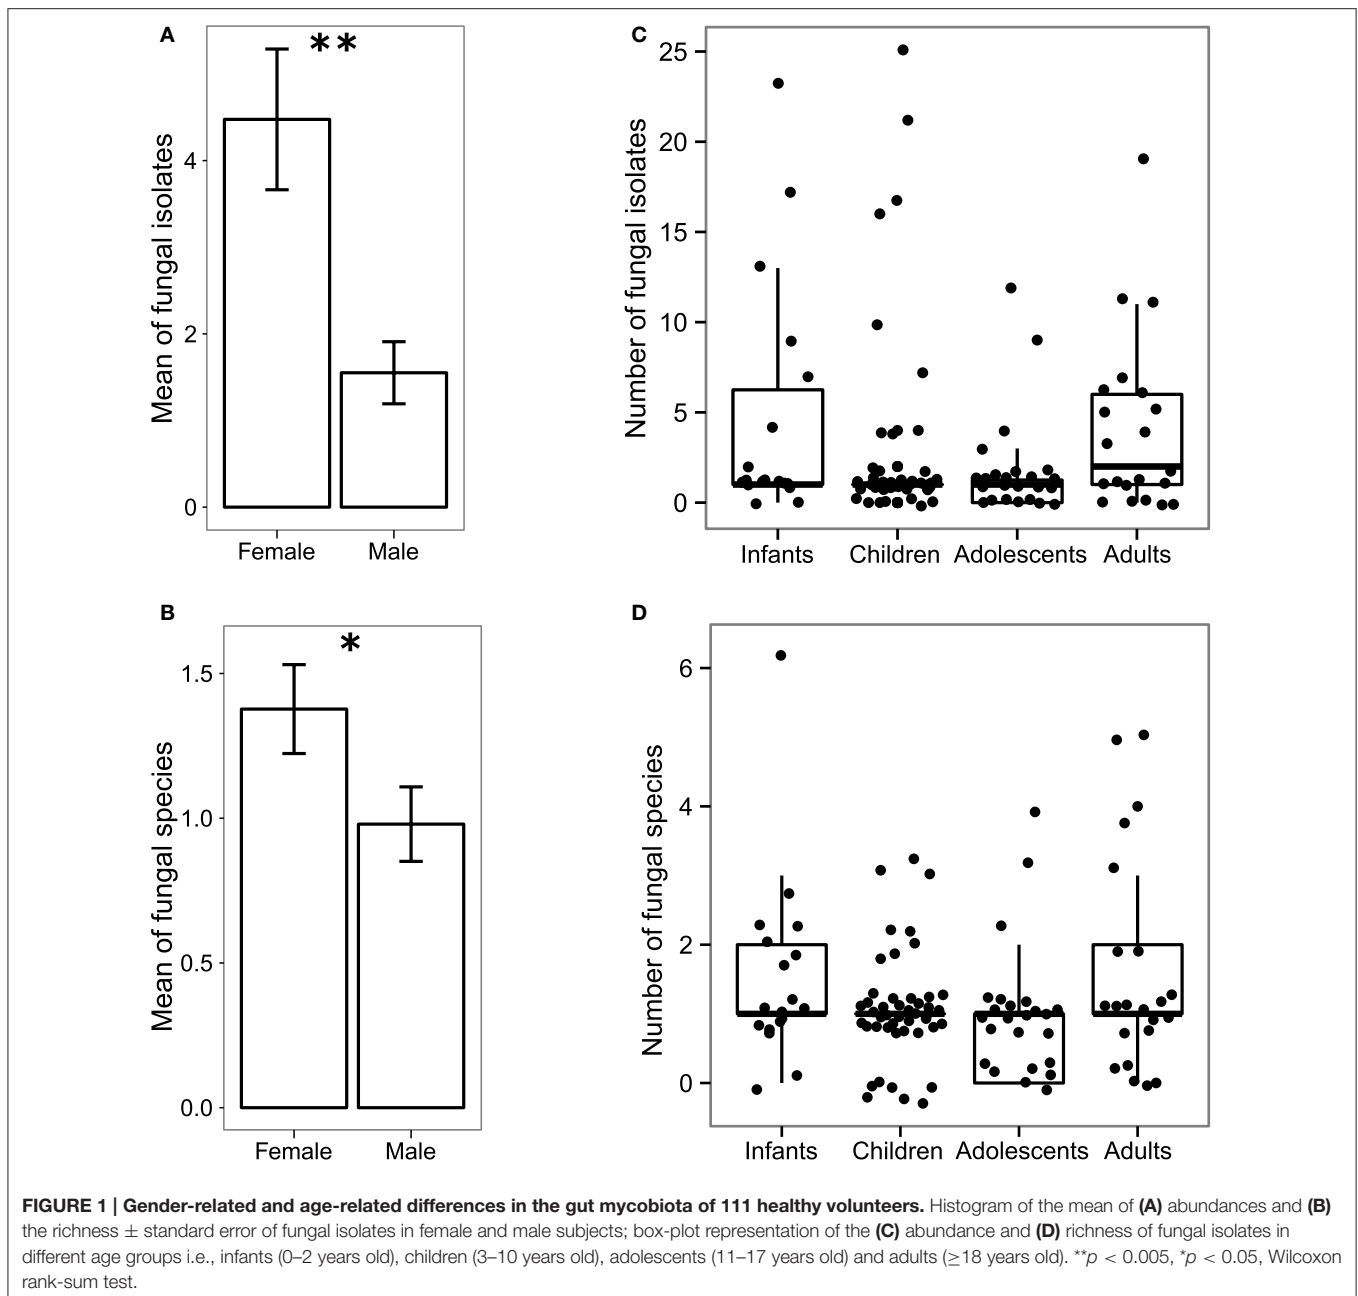 A
**
Mean of fungal isolates
4
2
0
Female Male
C
Number of fungal isolates
25
20
15
10
5
0
Infants Children Adolescents Adults
B
*
Mean of fungal species
1.5
1.0
0.5
0.0
Female Male
D
Number of fungal species
6
4
2
0
Infants Children Adolescents Adults
FIGURE 1 | Gender-related and age-related differences in the gut mycobiota of 111 healthy volunteers. Histogram of the mean of (A) abundances and (B)
the richness ± standard error of fungal isolates in female and male subjects; box-plot representation of the (C) abundance and (D) richness of fungal isolates in
different age groups i.e., infants (0–2 years old), children (3–10 years old), adolescents (11–17 years old) and adults (≥18 years old). **p < 0.005, *p < 0.05, Wilcoxon
rank-sum test.